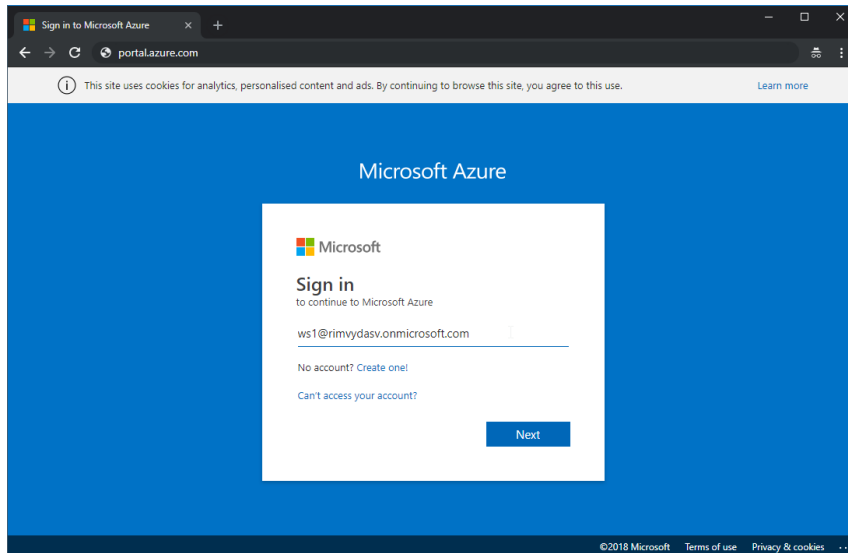 Sign in to Microsoft Azure
portal.azure.com
This site uses cookies for analytics, personalised content and ads. By continuing to browse this site, you agree to this use.
Learn more
Microsoft Azure
Microsoft
Sign in
to continue to Microsoft Azure
ws1@rimvydasv.onmicrosoft.com
No account? Create one!
Can't access your account?
Next
©2018 Microsoft Terms of use Privacy & cookies ...